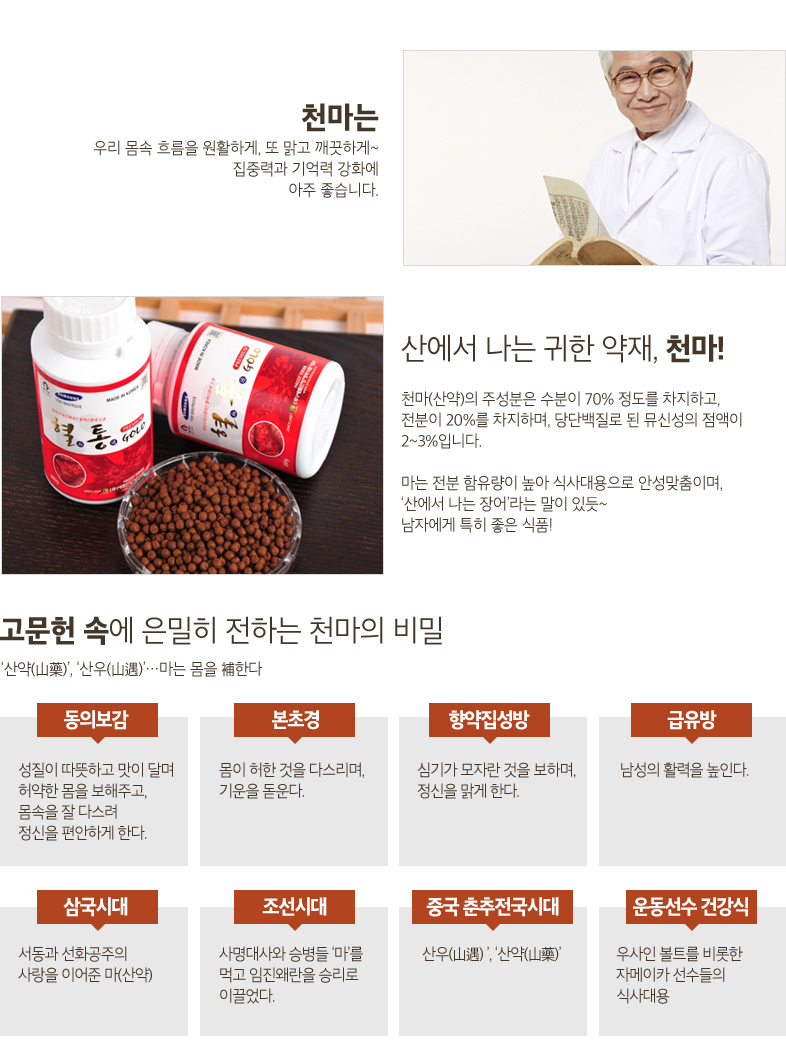 천마는
우리 몸속 흐름을 원활하게, 또 맑고 깨끗하게~
집중력과 기억력 강화에
아주 좋습니다.
MADE IN KOREA
SAMSUNG
PREMIUM
혈통 GOLD
MADE IN KOREA
SAMSUNG
PREMIUM
혈통 GOLD
산에서 나는 귀한 약재, 천마!
천마(산약)의 주성분은 수분이 70% 정도를 차지하고,
전분이 20%를 차지하며, 당단백질로 된 뮤신성의 점액이
2~3%입니다.
마는 전분 함유량이 높아 식사대용으로 안성맞춤이며,
‘산에서 나는 장어’라는 말이 있듯~
남자에게 특히 좋은 식품!
고문헌 속에 은밀히 전하는 천마의 비밀
‘산약(山藥)’, ‘산우(山遇)’…마는 몸을 補한다
동의보감
성질이 따뜻하고 맛이 달며
허약한 몸을 보해주고,
몸속을 잘 다스려
정신을 편안하게 한다.
본초경
몸이 허한 것을 다스리며,
기운을 돋운다.
향약집성방
심기가 모자란 것을 보하며,
정신을 맑게 한다.
급유방
남성의 활력을 높인다.
삼국시대
서동과 선화공주의
사랑을 이어준 마(산약)
조선시대
사명대사와 승병들 ‘마’를
먹고 임진왜란을 승리로
이끌었다.
중국 춘추전국시대
산우(山遇) ’, ‘산약(山藥)’
운동선수 건강식
우사인 볼트를 비롯한
자메이카 선수들의
식사대용